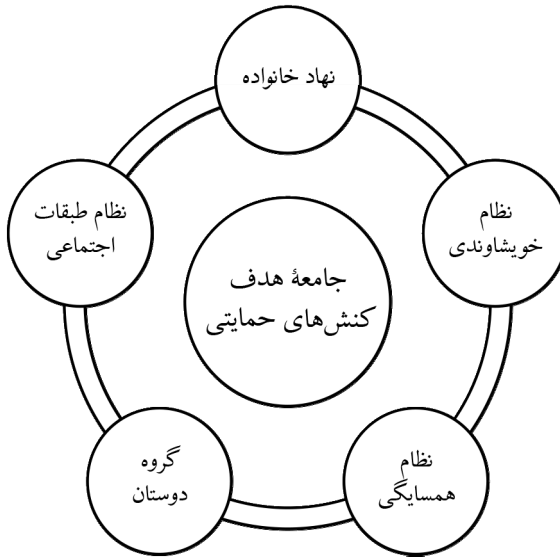 نهاد خانواده
نظام
خویشاوندی
نظام
همسایگی
گروه
دوستان
نظام طبقات
اجتماعی
جامعهٔ هدف
کنش‌های حمایتی